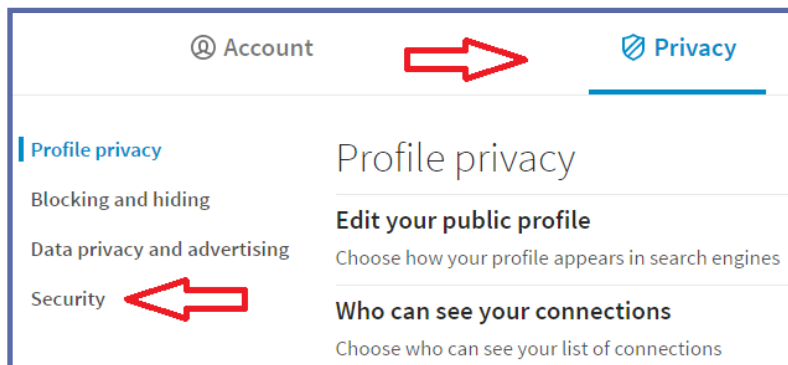 Account
Privacy
Profile privacy
Blocking and hiding
Data privacy and advertising
Security
Profile privacy
Edit your public profile
Choose how your profile appears in search engines
Who can see your connections
Choose who can see your list of connections